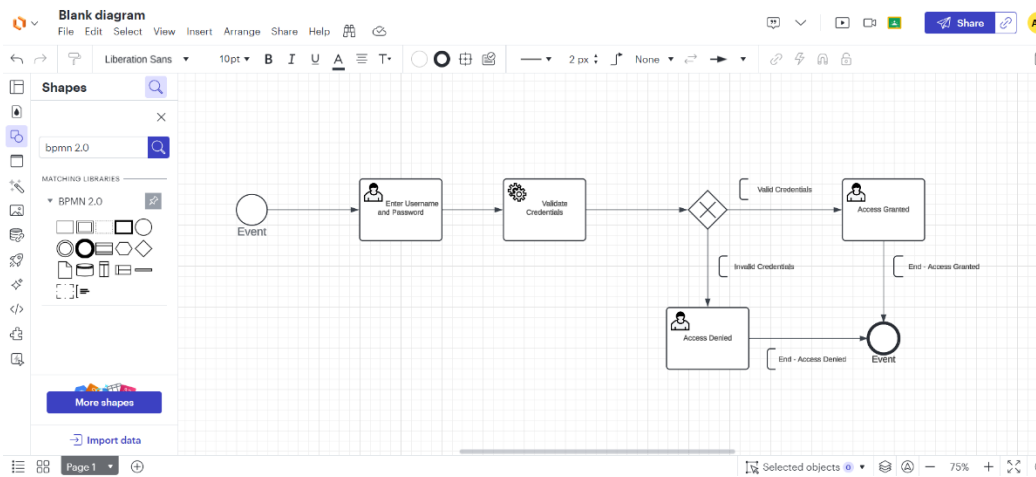 Blank diagram
File Edit Select View Insert Arrange Share Help
Share
Liberation Sans 10pt B I U A T 2 px None
Shapes
bpmn 2.0
MATCHING LIBRARIES
BPMN 2.0
More shapes
Import data
Event
Enter Username
and Password
Validate
Credentials
Valid Credentials
Access Granted
Invalid Credentials
End - Access Granted
Access Denied
End - Access Denied
Event
Page 1
Selected objects 0
75%